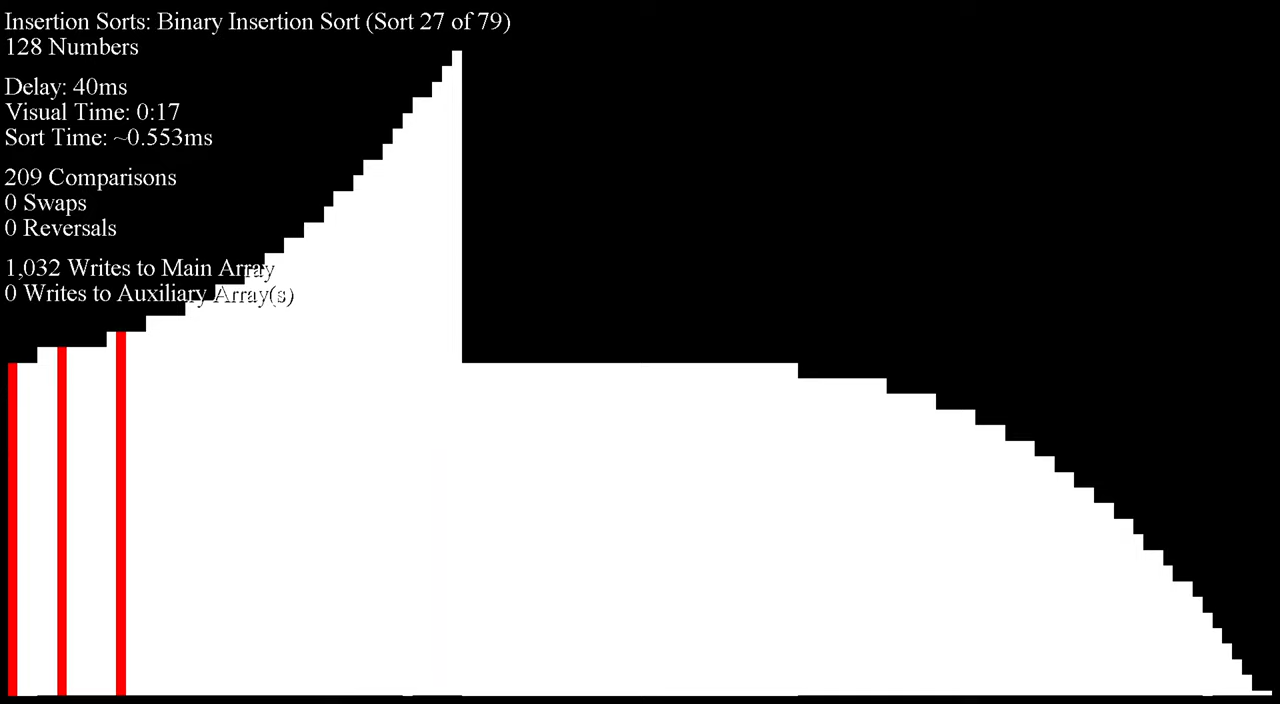 Insertion Sorts: Binary Insertion Sort (Sort 27 of 79)
128 Numbers
Delay: 40ms
Visual Time: 0:17
Sort Time: ~0.553ms
209 Comparisons
0 Swaps
0 Reversals
1,032 Writes to Main Array
0 Writes to Auxiliary Array(s)